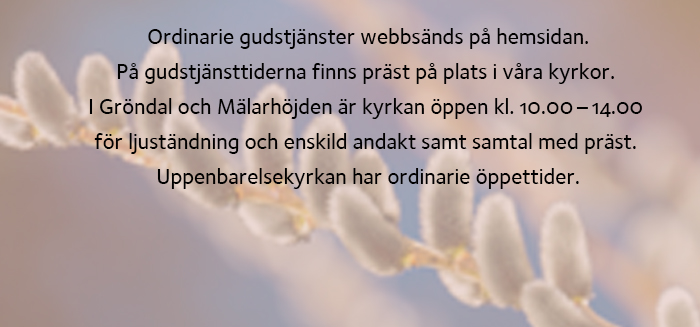 Ordinarie gudstjänster webbsänds på hemsidan.
På gudstjänsttiderna finns präst på plats i våra kyrkor.
I Gröndal och Mälarhöjden är kyrkan öppen kl. 10.00 – 14.00
för ljuständning och enskild andakt samt samtal med präst.
Uppenbarelsekyrkan har ordinarie öppettider.